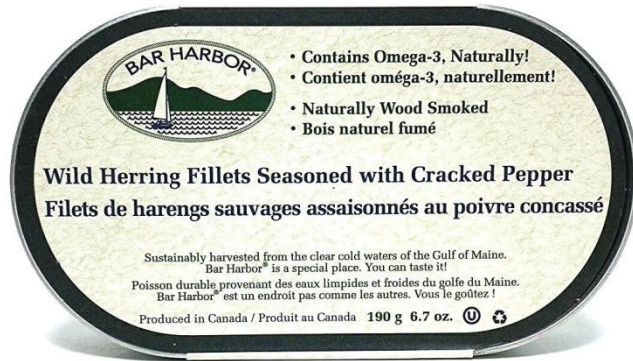 BAR HARBOR®
• Contains Omega-3, Naturally!
• Contient oméga-3, naturellement!
• Naturally Wood Smoked
• Bois naturel fumé
Wild Herring Fillets Seasoned with Cracked Pepper
Filets de harengs sauvages assaisonnés au poivre concassé
Sustainably harvested from the clear cold waters of the Gulf of Maine.
Bar Harbor® is a special place. You can taste it!
Poisson durable provenant des eaux limpides et froides du golfe du Maine.
Bar Harbor® est un endroit pas comme les autres. Vous le goûtez !
Produced in Canada / Produit au Canada 190 g 6.7 oz. Ⓤ